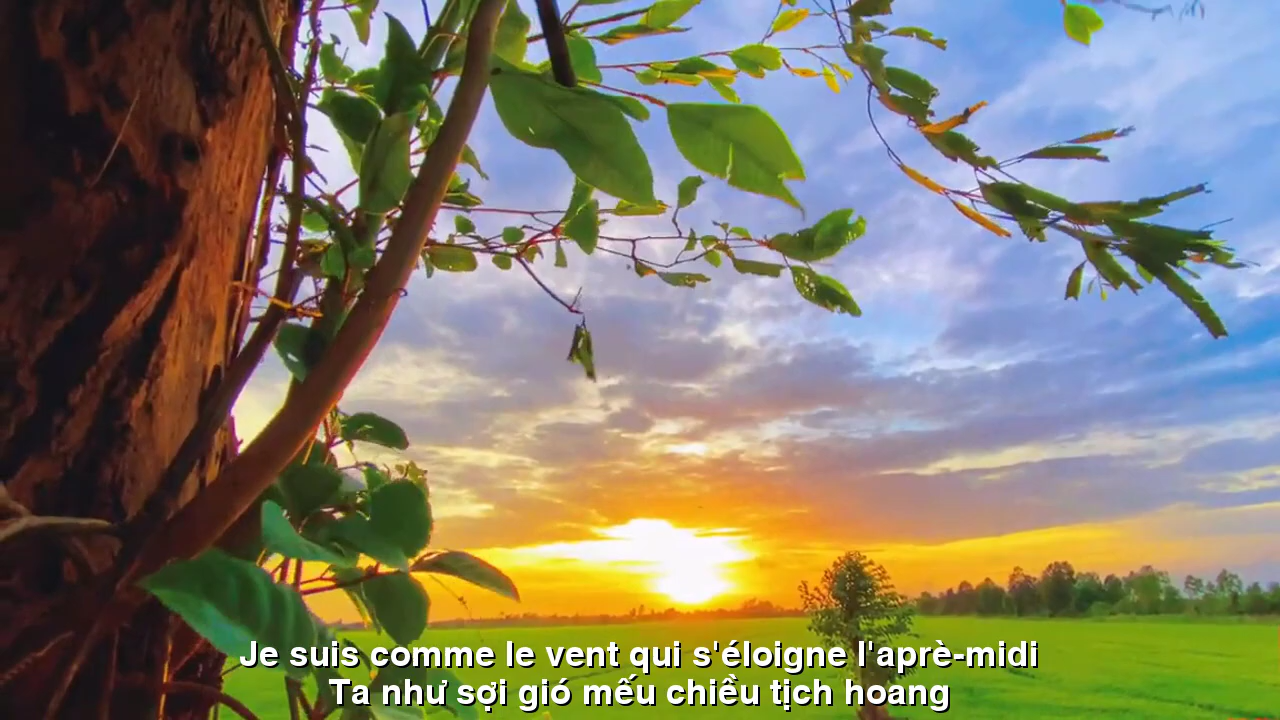 Je suis comme le vent qui s'éloigne l'aprè-midi
Ta như sợi gió mếu chiều tịch hoang